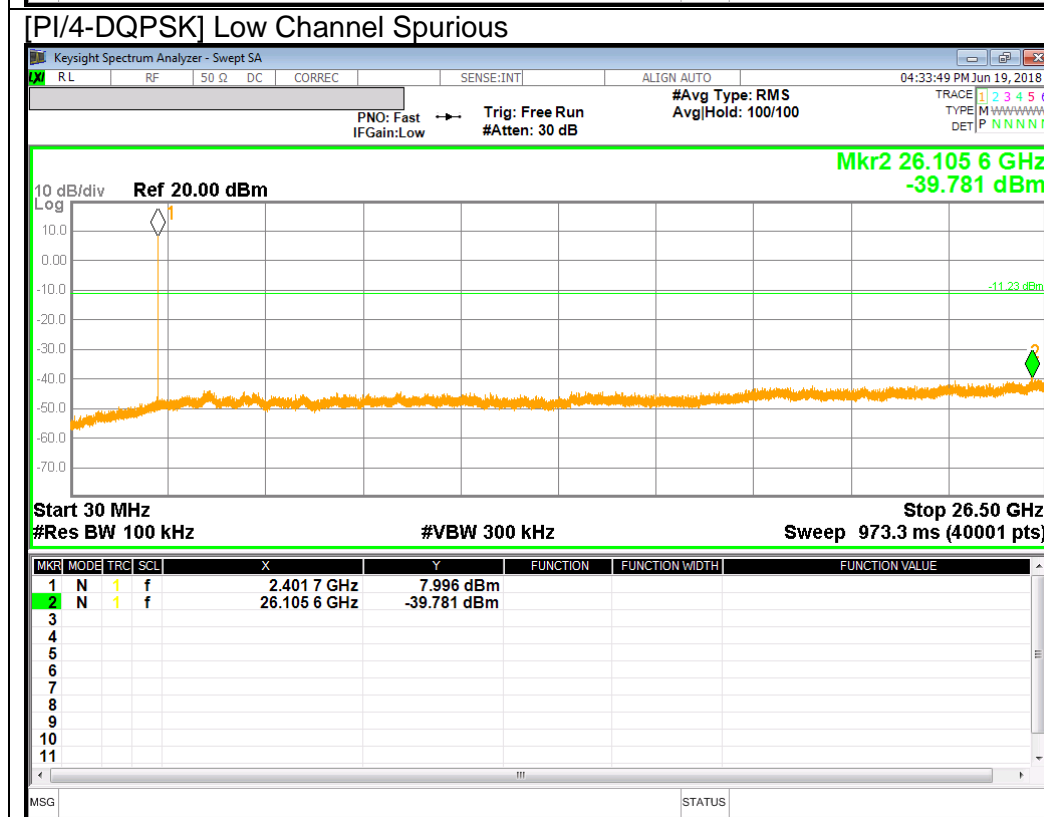 [PI/4-DQPSK] Low Channel Spurious
Keysight Spectrum Analyzer - Swept SA
LXI RL RF 50 Ω DC CORREC SENSE:INT ALIGN AUTO 04:33:49 PM Jun 19, 2018
PNO: Fast Trig: Free Run #Avg Type: RMS TRACE 1 2 3 4 5 6
IFGain:Low #Atten: 30 dB Avg|Hold: 100/100 TYPE M WWWWW
DET P N N N N N
Mkr2 26.105 6 GHz
-39.781 dBm
10 dB/div Ref 20.00 dBm
Log
1
10.0
0.00
-10.0
-11.23 dBm
-20.0
-30.0
2
-40.0
-50.0
-60.0
-70.0
Start 30 MHz Stop 26.50 GHz
#Res BW 100 kHz #VBW 300 kHz Sweep 973.3 ms (40001 pts)
MKR MODE TRC SCL X Y FUNCTION FUNCTION WIDTH FUNCTION VALUE
1 N 1 f 2.401 7 GHz 7.996 dBm
2 N 1 f 26.105 6 GHz -39.781 dBm
3
4
5
6
7
8
9
10
11
MSG STATUS